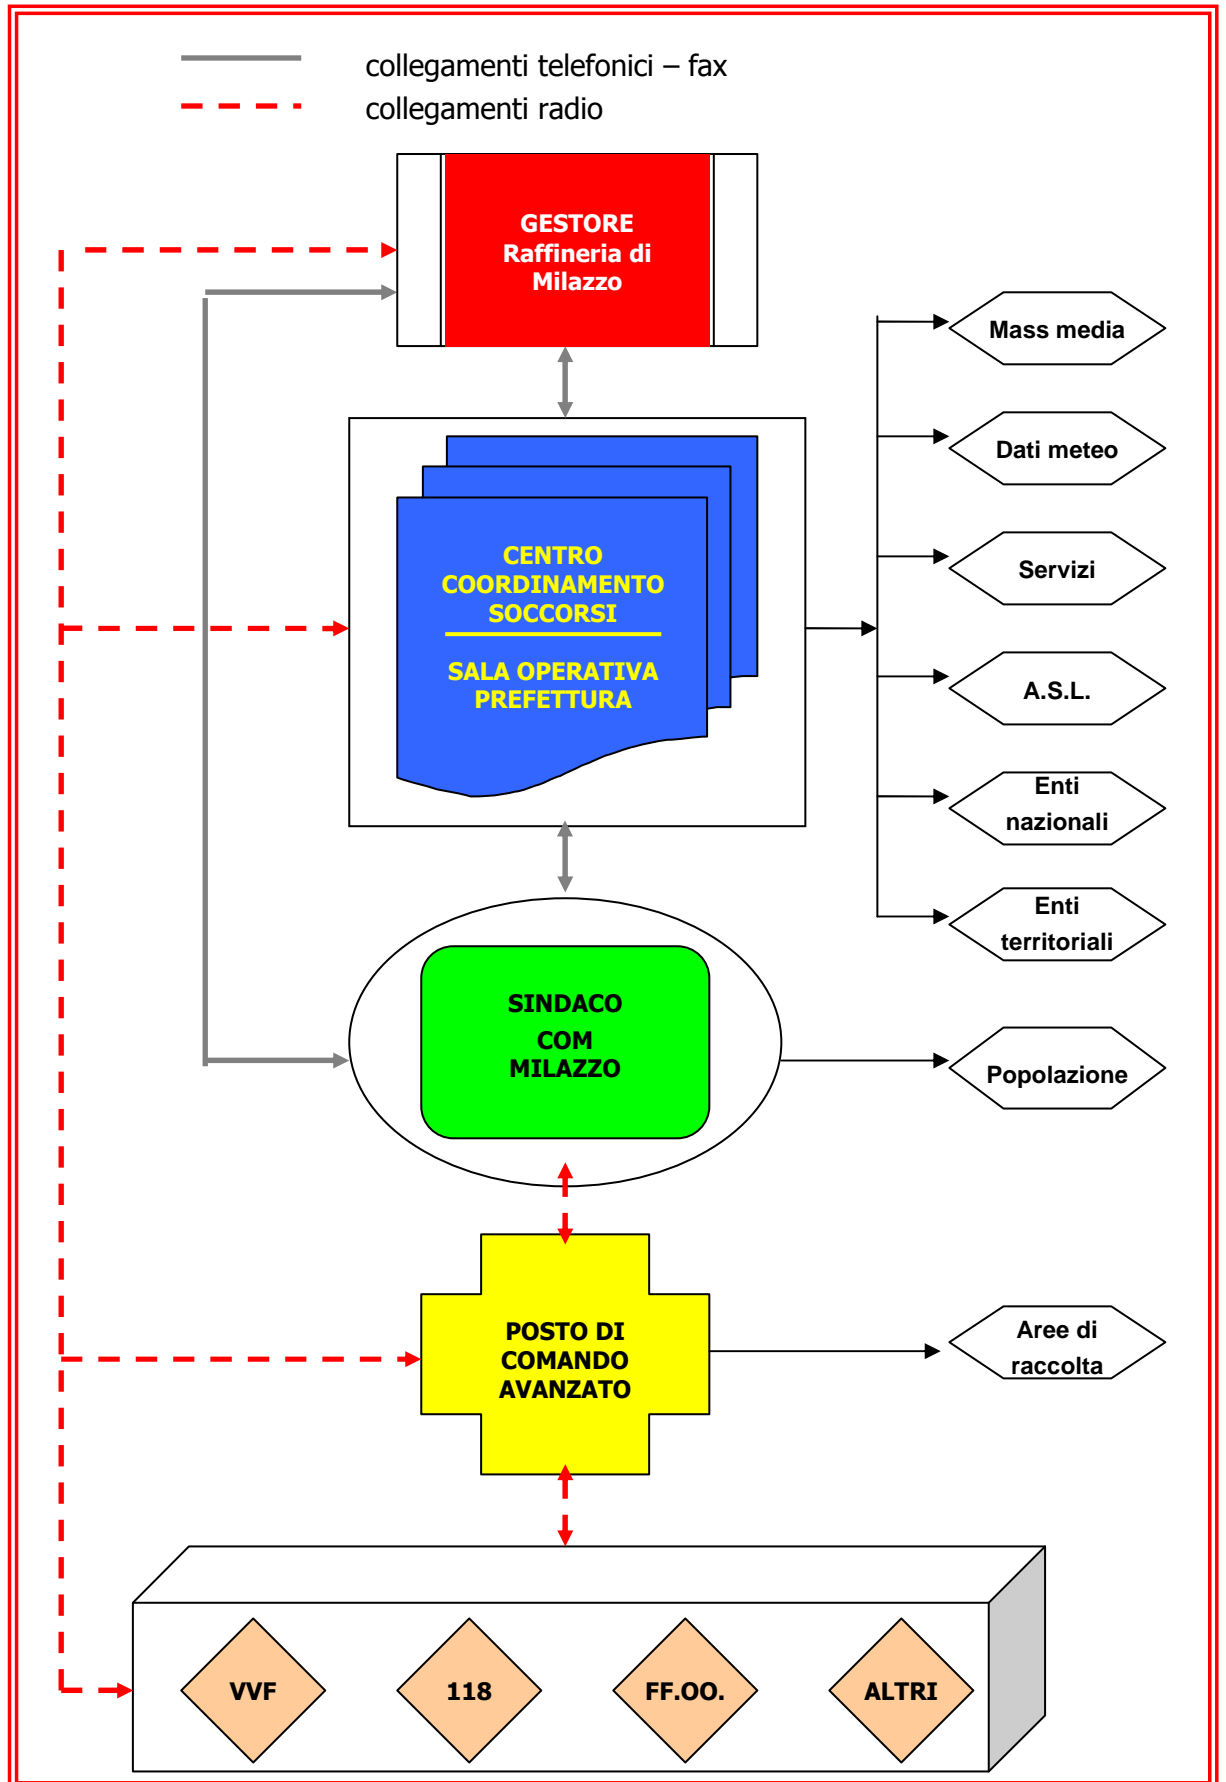 collegamenti telefonici – fax
collegamenti radio
GESTORE
Raffineria di
Milazzo
Mass media
Dati meteo
CENTRO
COORDINAMENTO
SOCCORSI
SALA OPERATIVA
PREFETTURA
Servizi
A.S.L.
Enti
nazionali
Enti
territoriali
SINDACO
COM
MILAZZO
Popolazione
POSTO DI
COMANDO
AVANZATO
Aree di
raccolta
VVF
118
FF.OO.
ALTRI